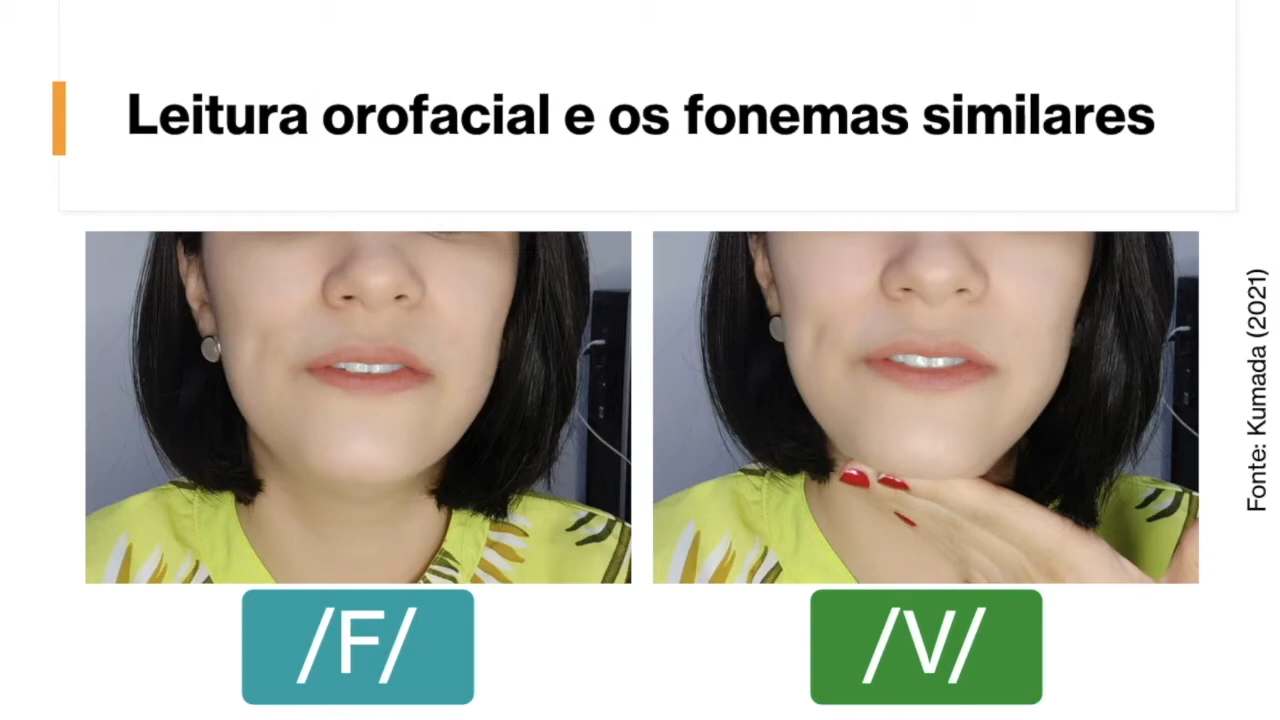 Leitura orofacial e os fonemas similares
Fonte: Kumada (2021)
/F/
/V/